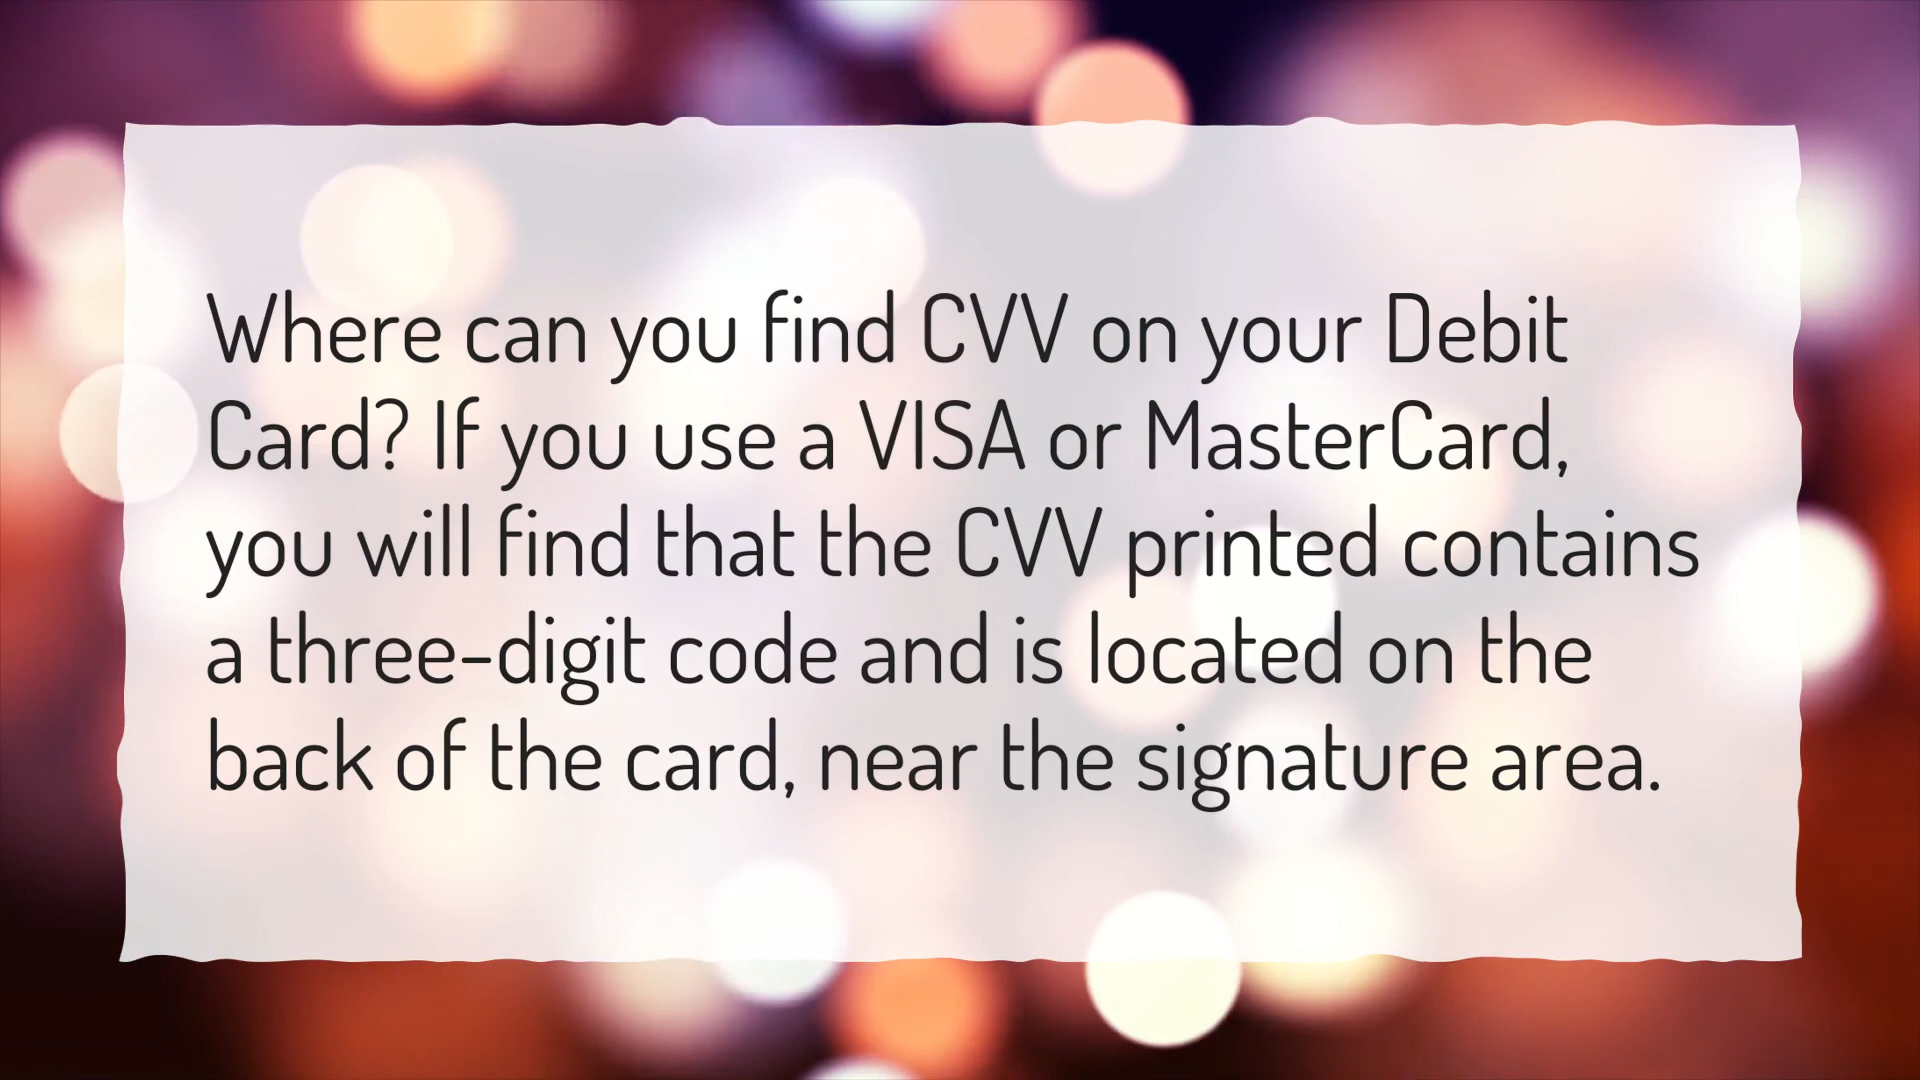 Where can you find CVV on your Debit
Card? If you use a VISA or MasterCard,
you will find that the CVV printed contains
a three-digit code and is located on the
back of the card, near the signature area.